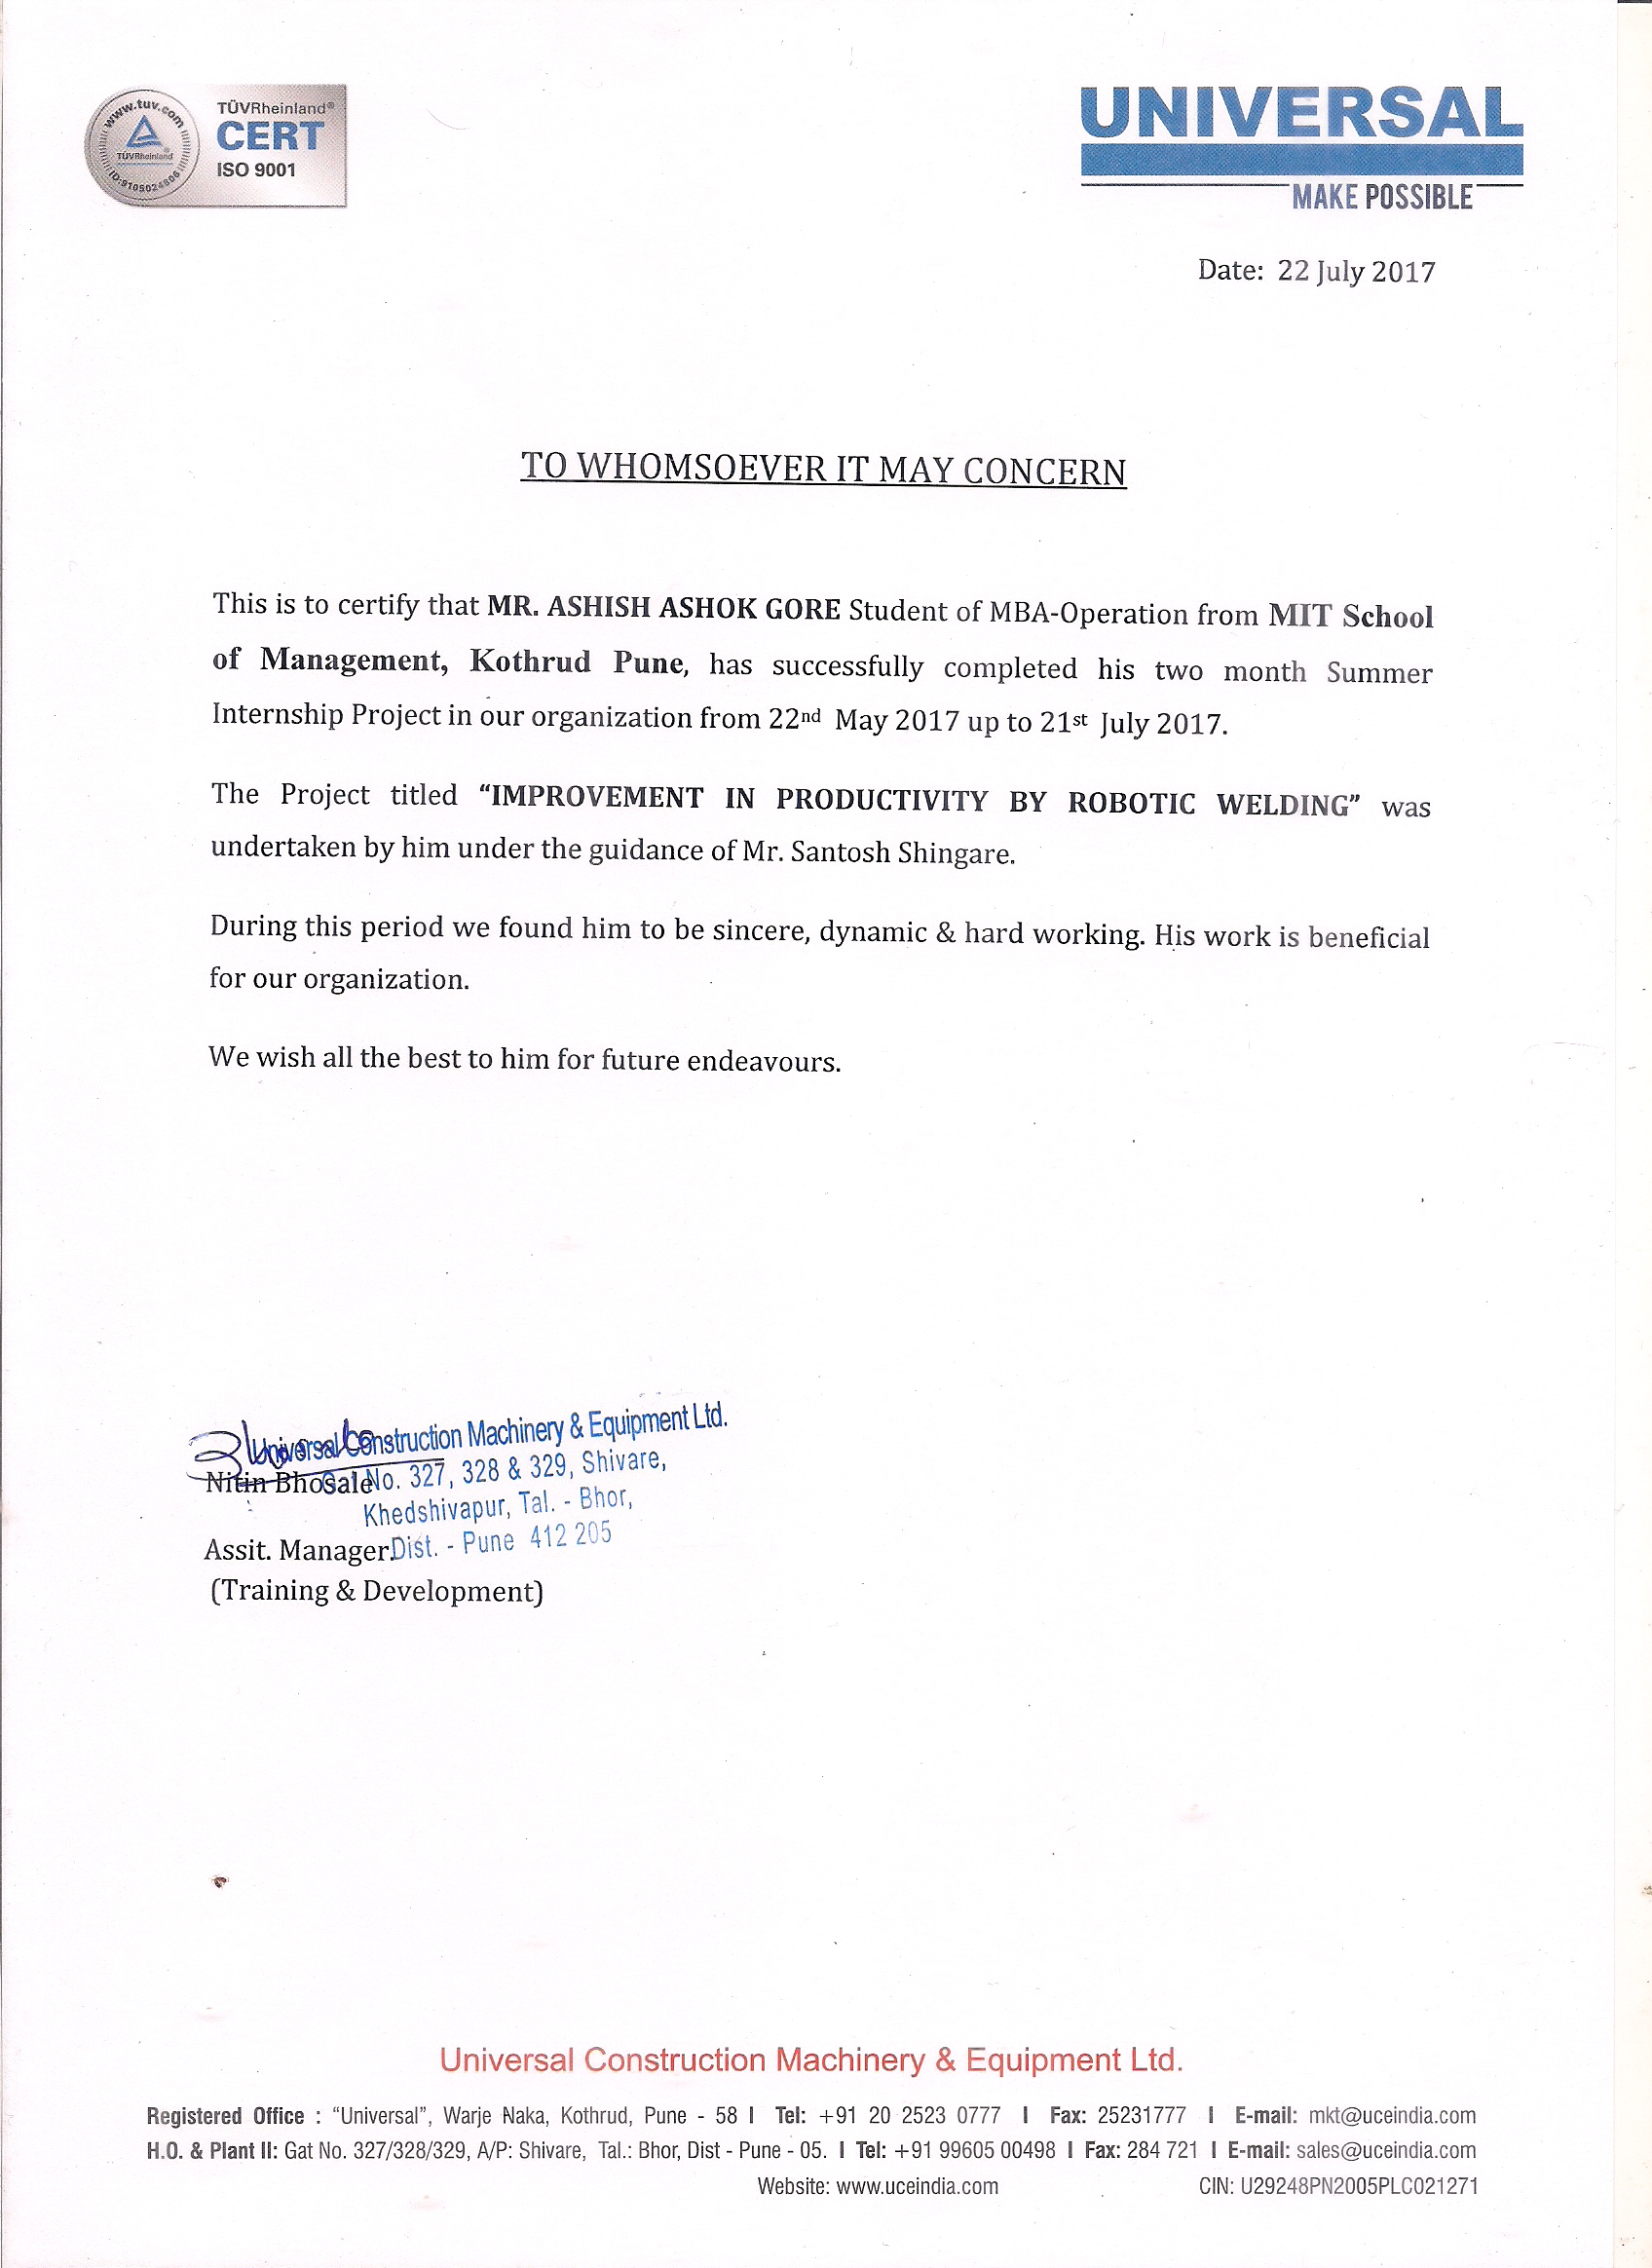 www.tuv.com
TÜVRheinland
ID:9105024606
TÜVRheinland®
CERT
ISO 9001
UNIVERSAL
MAKE POSSIBLE
Date: 22 July 2017
TO WHOMSOEVER IT MAY CONCERN
This is to certify that MR. ASHISH ASHOK GORE Student of MBA-Operation from MIT School
of Management, Kothrud Pune, has successfully completed his two month Summer
Internship Project in our organization from 22nd May 2017 up to 21st July 2017.
The Project titled “IMPROVEMENT IN PRODUCTIVITY BY ROBOTIC WELDING” was
undertaken by him under the guidance of Mr. Santosh Shingare.
During this period we found him to be sincere, dynamic & hard working. His work is beneficial
for our organization.
We wish all the best to him for future endeavours.
Universal Construction Machinery & Equipment Ltd.
Gat No. 327, 328 & 329, Shivare,
Khedshivapur, Tal. - Bhor,
Dist. - Pune 412 205
Nitin Bhosale
Assit. Manager
(Training & Development)
Universal Construction Machinery & Equipment Ltd.
Registered Office : “Universal”, Warje Naka, Kothrud, Pune - 58 I Tel: +91 20 2523 0777 I Fax: 25231777 I E-mail: mkt@uceindia.com
H.O. & Plant II: Gat No. 327/328/329, A/P: Shivare, Tal.: Bhor, Dist - Pune - 05. I Tel: +91 99605 00498 I Fax: 284 721 I E-mail: sales@uceindia.com
Website: www.uceindia.com CIN: U29248PN2005PLC021271